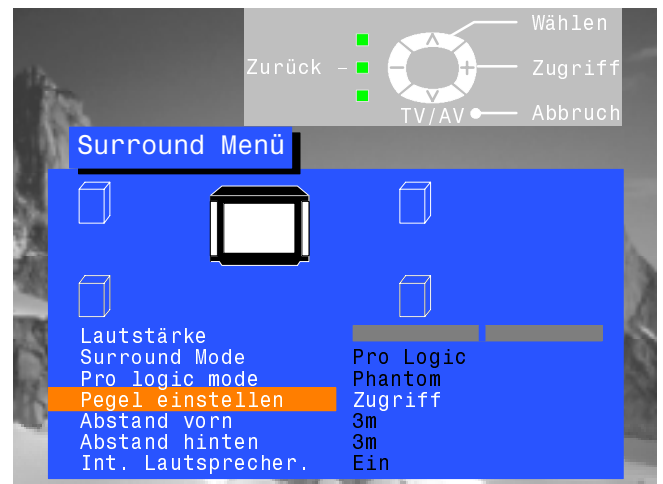 Wählen
Zurück – – + Zugriff
TV/AV Abbruch
Surround Menü
Lautstärke
Surround Mode Pro Logic
Pro logic mode Phantom
Pegel einstellen Zugriff
Abstand vorn 3m
Abstand hinten 3m
Int. Lautsprecher. Ein